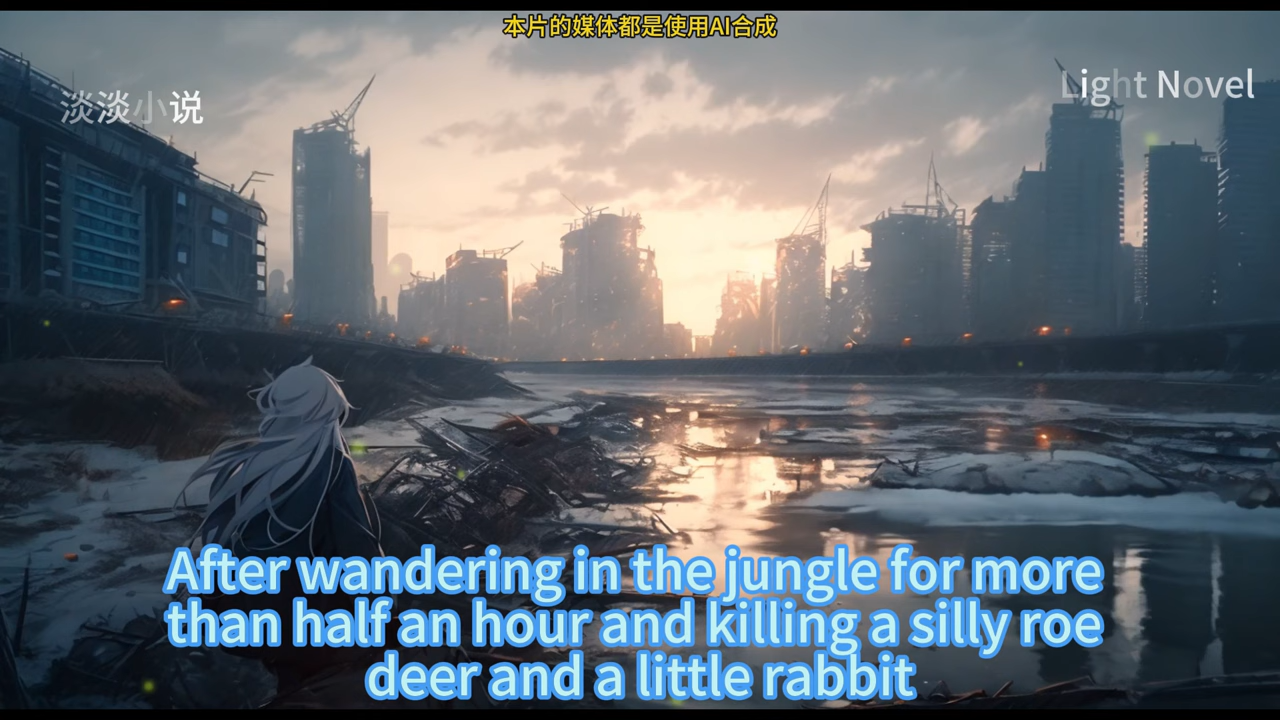 本片的媒体都是使用AI合成
淡淡小说
Light Novel
After wandering in the jungle for more
than half an hour and killing a silly roe
deer and a little rabbit